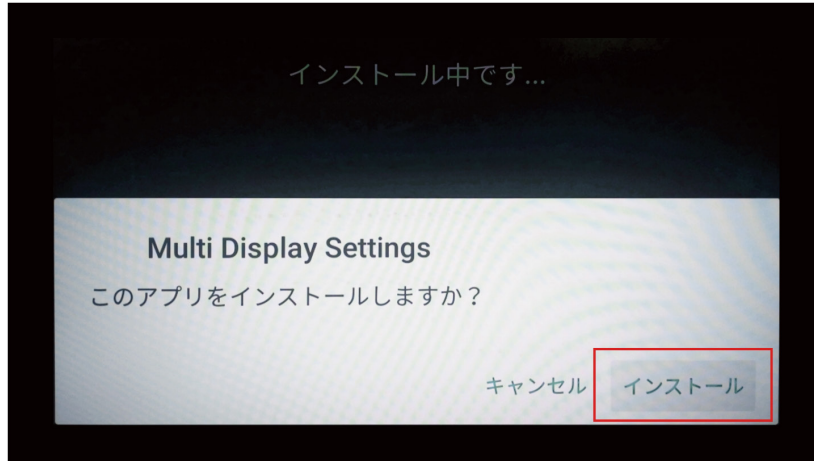 インストール中です...
Multi Display Settings
このアプリをインストールしますか？
キャンセル インストール